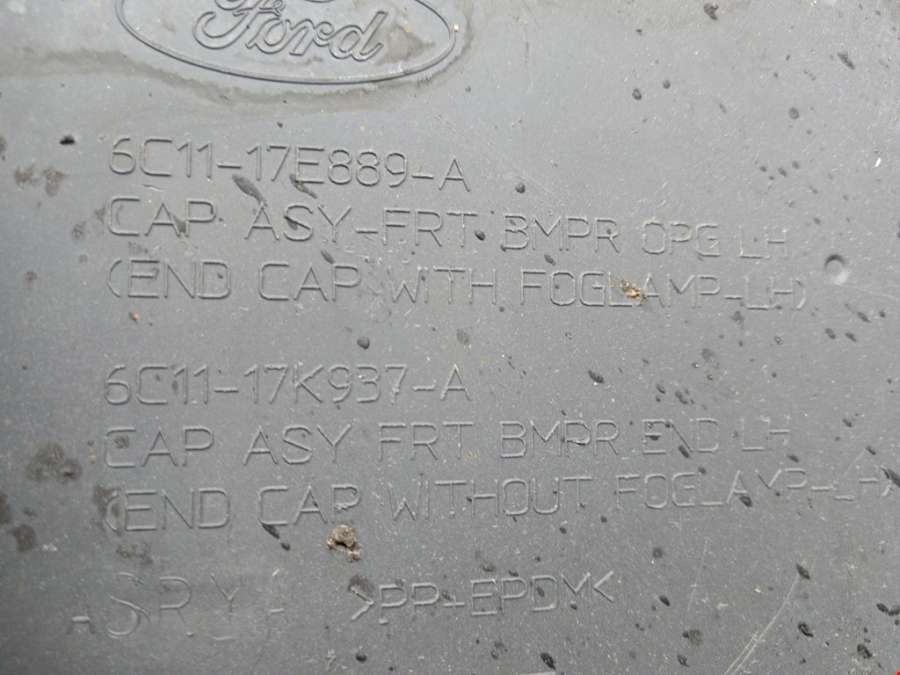 Ford
6C11-17E889-A
CAP ASY-FRT BMPR OPG LH
(END CAP WITH FOGLAMP-LH)
6C11-17K937-A
CAP ASY FRT BMPR END LH
(END CAP WITHOUT FOGLAMP-LH)
>PP-EPDM<